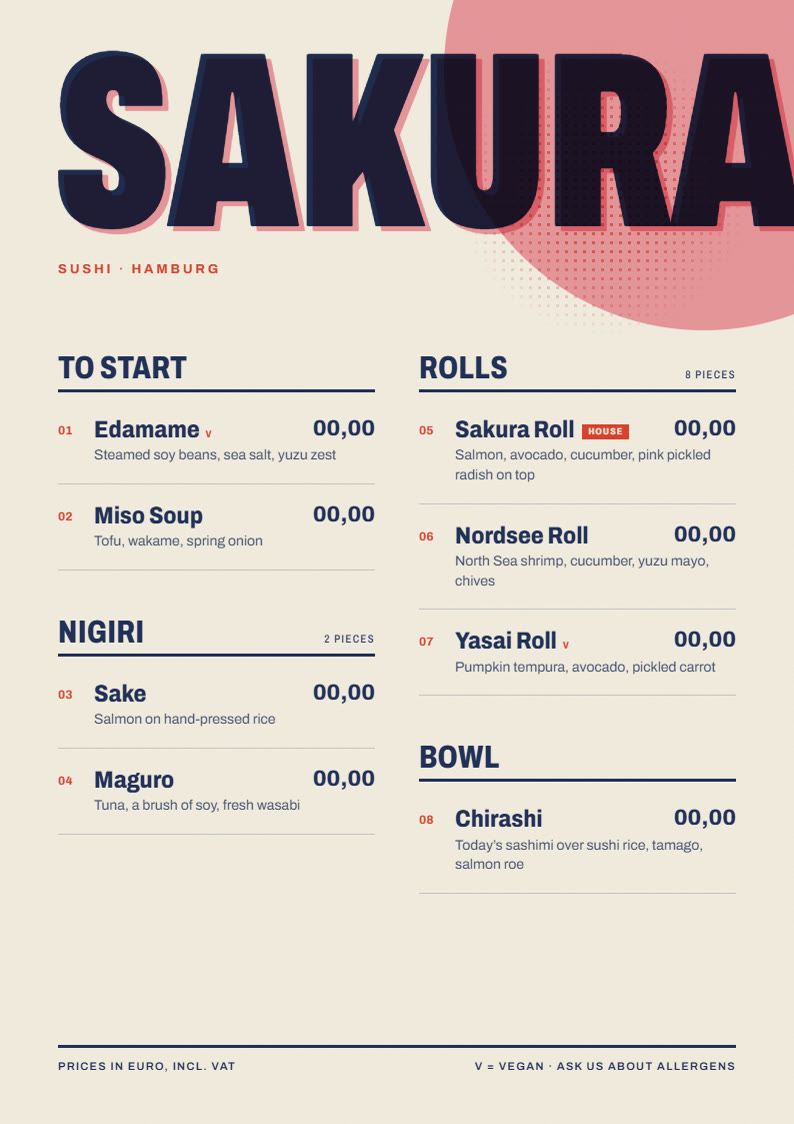 SAKURA
SUSHI · HAMBURG
TO START
01 Edamame V 00,00
Steamed soy beans, sea salt, yuzu zest
02 Miso Soup 00,00
Tofu, wakame, spring onion
NIGIRI 2 PIECES
03 Sake 00,00
Salmon on hand-pressed rice
04 Maguro 00,00
Tuna, a brush of soy, fresh wasabi
ROLLS 8 PIECES
05 Sakura Roll HOUSE 00,00
Salmon, avocado, cucumber, pink pickled
radish on top
06 Nordsee Roll 00,00
North Sea shrimp, cucumber, yuzu mayo,
chives
07 Yasai Roll V 00,00
Pumpkin tempura, avocado, pickled carrot
BOWL
08 Chirashi 00,00
Today’s sashimi over sushi rice, tamago,
salmon roe
PRICES IN EURO, INCL. VAT
V = VEGAN · ASK US ABOUT ALLERGENS